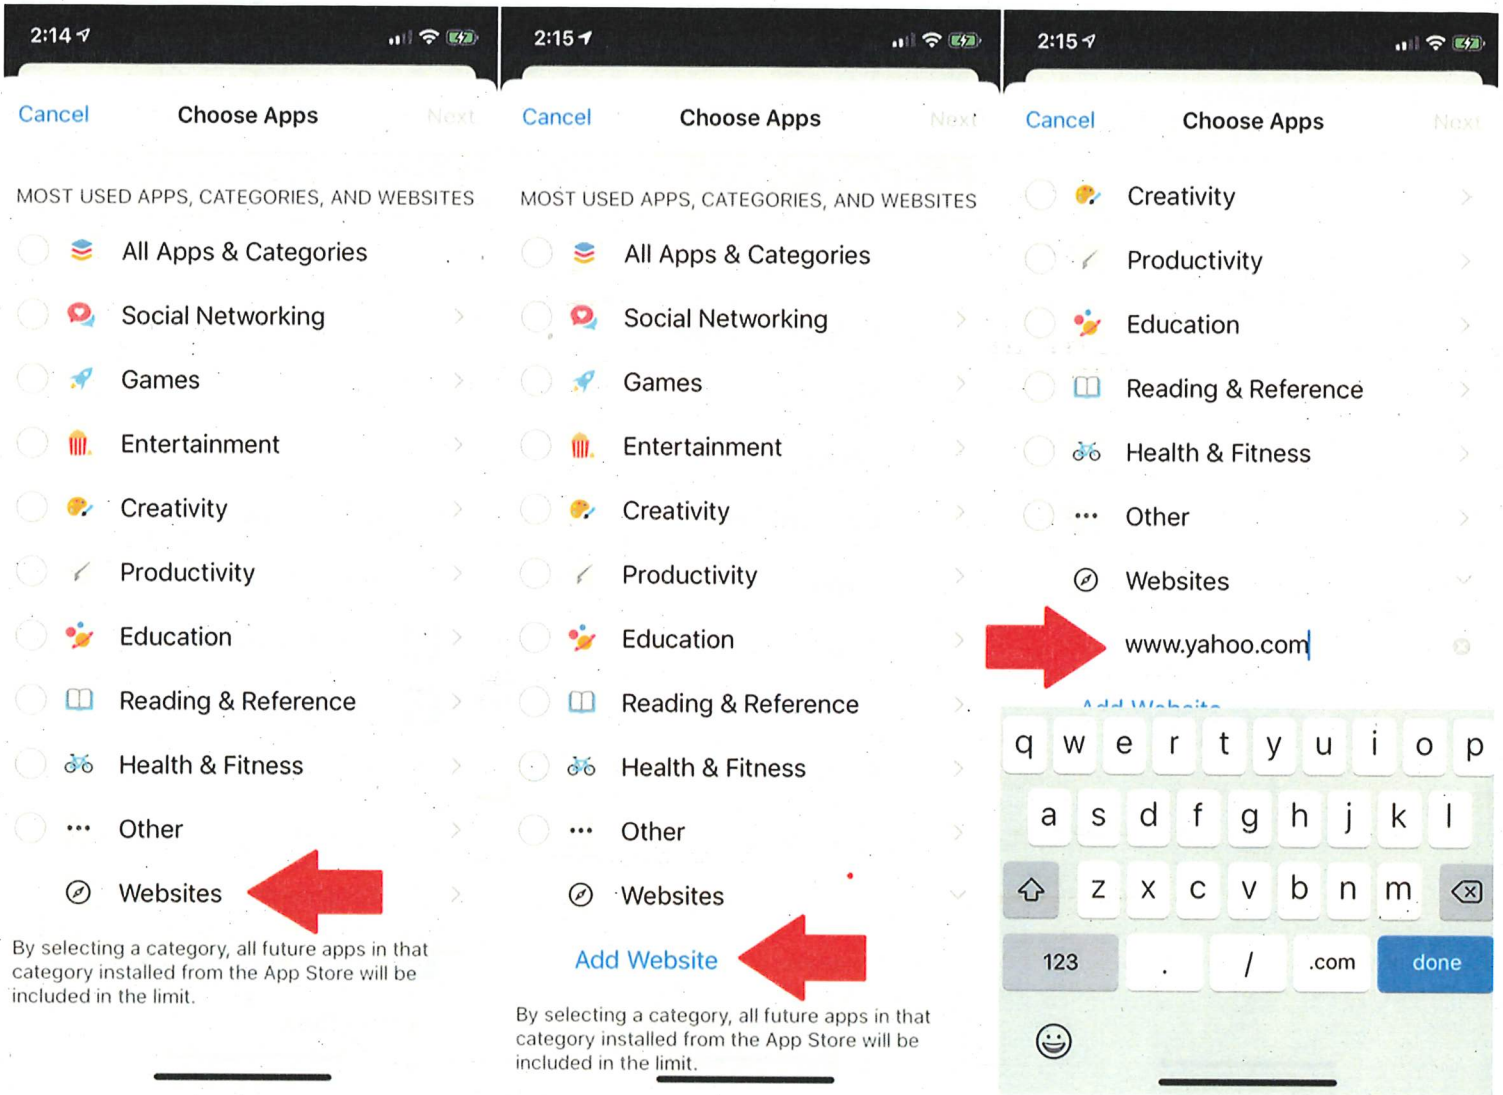 2:14
Cancel
Choose Apps
Next
MOST USED APPS, CATEGORIES, AND WEBSITES
All Apps & Categories
Social Networking
Games
Entertainment
Creativity
Productivity
Education
Reading & Reference
Health & Fitness
Other
Websites
By selecting a category, all future apps in that
category installed from the App Store will be
included in the limit.
2:15
Cancel
Choose Apps
Next
MOST USED APPS, CATEGORIES, AND WEBSITES
All Apps & Categories
Social Networking
Games
Entertainment
Creativity
Productivity
Education
Reading & Reference
Health & Fitness
Other
Websites
Add Website
By selecting a category, all future apps in that
category installed from the App Store will be
included in the limit.
2:15
Cancel
Choose Apps
Next
Creativity
Productivity
Education
Reading & Reference
Health & Fitness
Other
Websites
www.yahoo.com
Add Website
q w e r t y u i o p
a s d f g h j k l
z x c v b n m
123 . / .com done